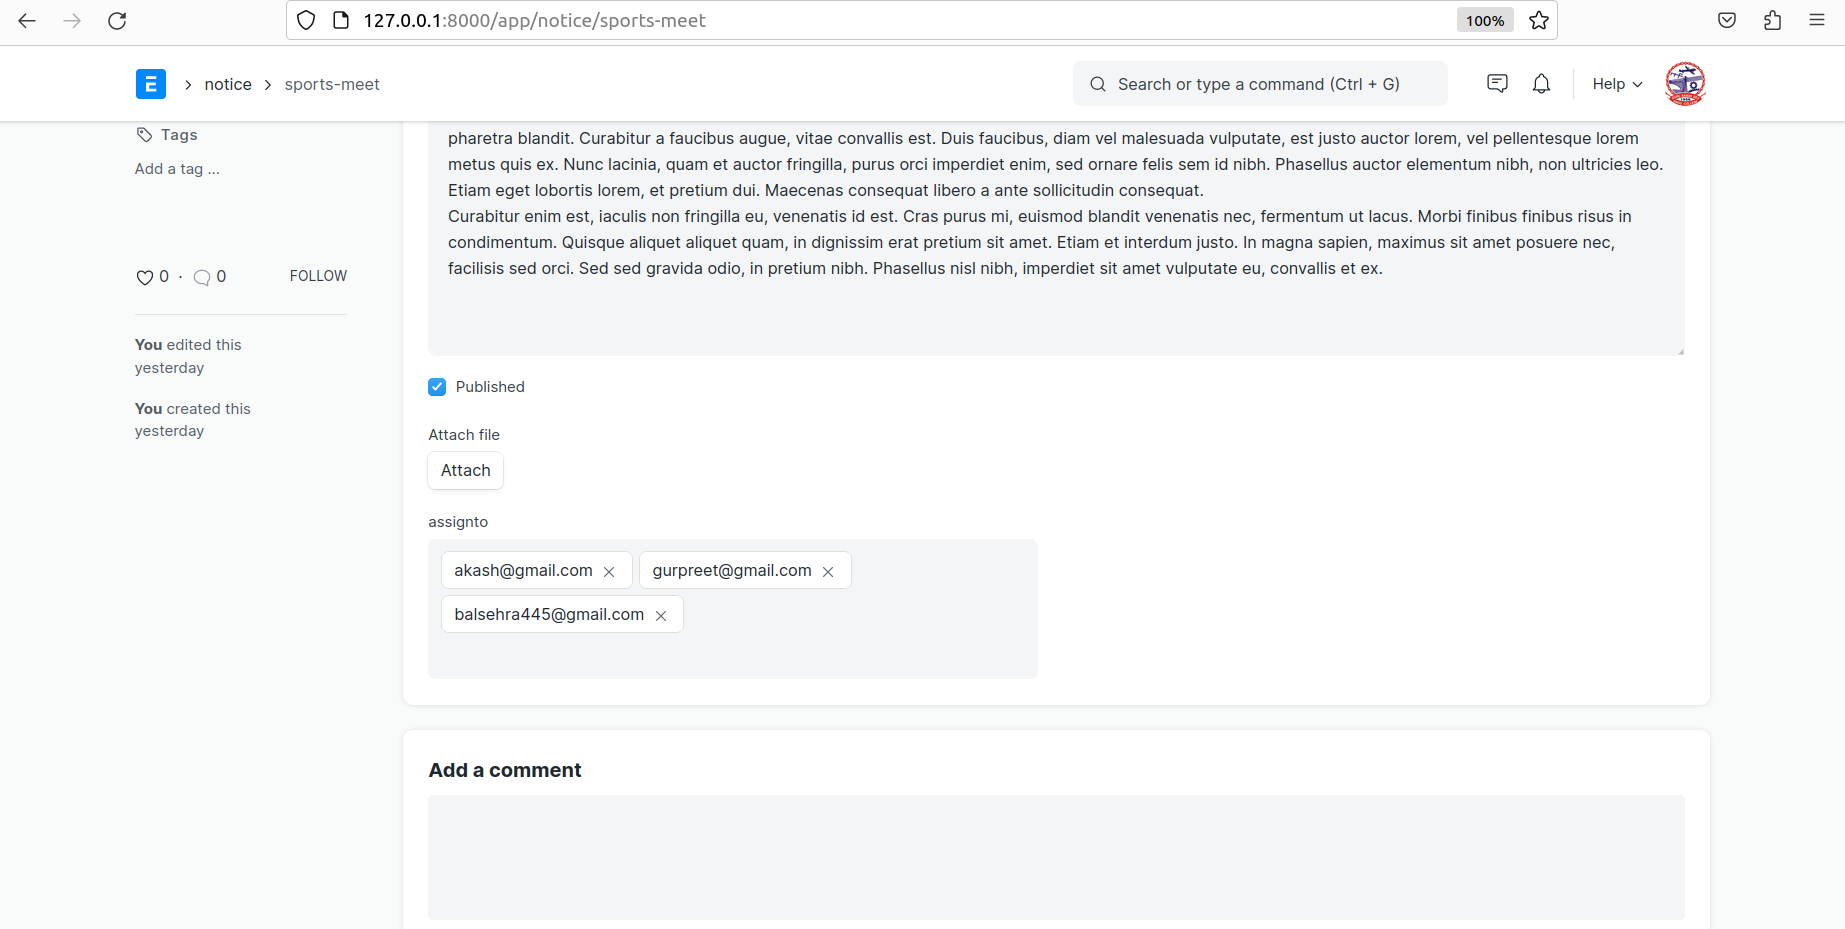 127.0.0.1:8000/app/notice/sports-meet
100%
E
notice
sports-meet
Search or type a command (Ctrl + G)
Help
Tags
Add a tag ...
0 · 0
FOLLOW
You edited this
yesterday
You created this
yesterday
pharetra blandit. Curabitur a faucibus augue, vitae convallis est. Duis faucibus, diam vel malesuada vulputate, est justo auctor lorem, vel pellentesque lorem
metus quis ex. Nunc lacinia, quam et auctor fringilla, purus orci imperdiet enim, sed ornare felis sem id nibh. Phasellus auctor elementum nibh, non ultricies leo.
Etiam eget lobortis lorem, et pretium dui. Maecenas consequat libero a ante sollicitudin consequat.
Curabitur enim est, iaculis non fringilla eu, venenatis id est. Cras purus mi, euismod blandit venenatis nec, fermentum ut lacus. Morbi finibus finibus risus in
condimentum. Quisque aliquet aliquet quam, in dignissim erat pretium sit amet. Etiam et interdum justo. In magna sapien, maximus sit amet posuere nec,
facilisis sed orci. Sed sed gravida odio, in pretium nibh. Phasellus nisl nibh, imperdiet sit amet vulputate eu, convallis et ex.
Published
Attach file
Attach
assignto
akash@gmail.com
gurpreet@gmail.com
balsehra445@gmail.com
Add a comment